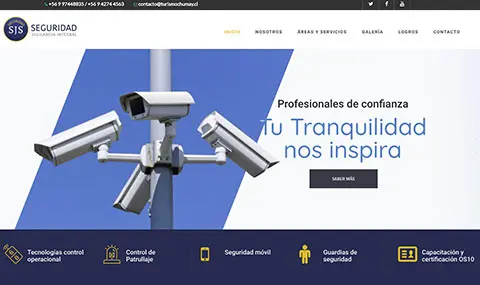 +56 9 97448835 / +56 9 4274 4563
contacto@turismochumay.cl
SJS
SEGURIDAD
VIGILANCIA INTEGRAL
INICIO
NOSOTROS
ÁREAS Y SERVICIOS
GALERÍA
LOGROS
CONTACTO
Profesionales de confianza
Tu Tranquilidad
nos inspira
SABER MÁS
Tecnologías control
operacional
Control de
Patrullaje
Seguridad móvil
Guardias de
seguridad
Capacitación y
certificación OS10